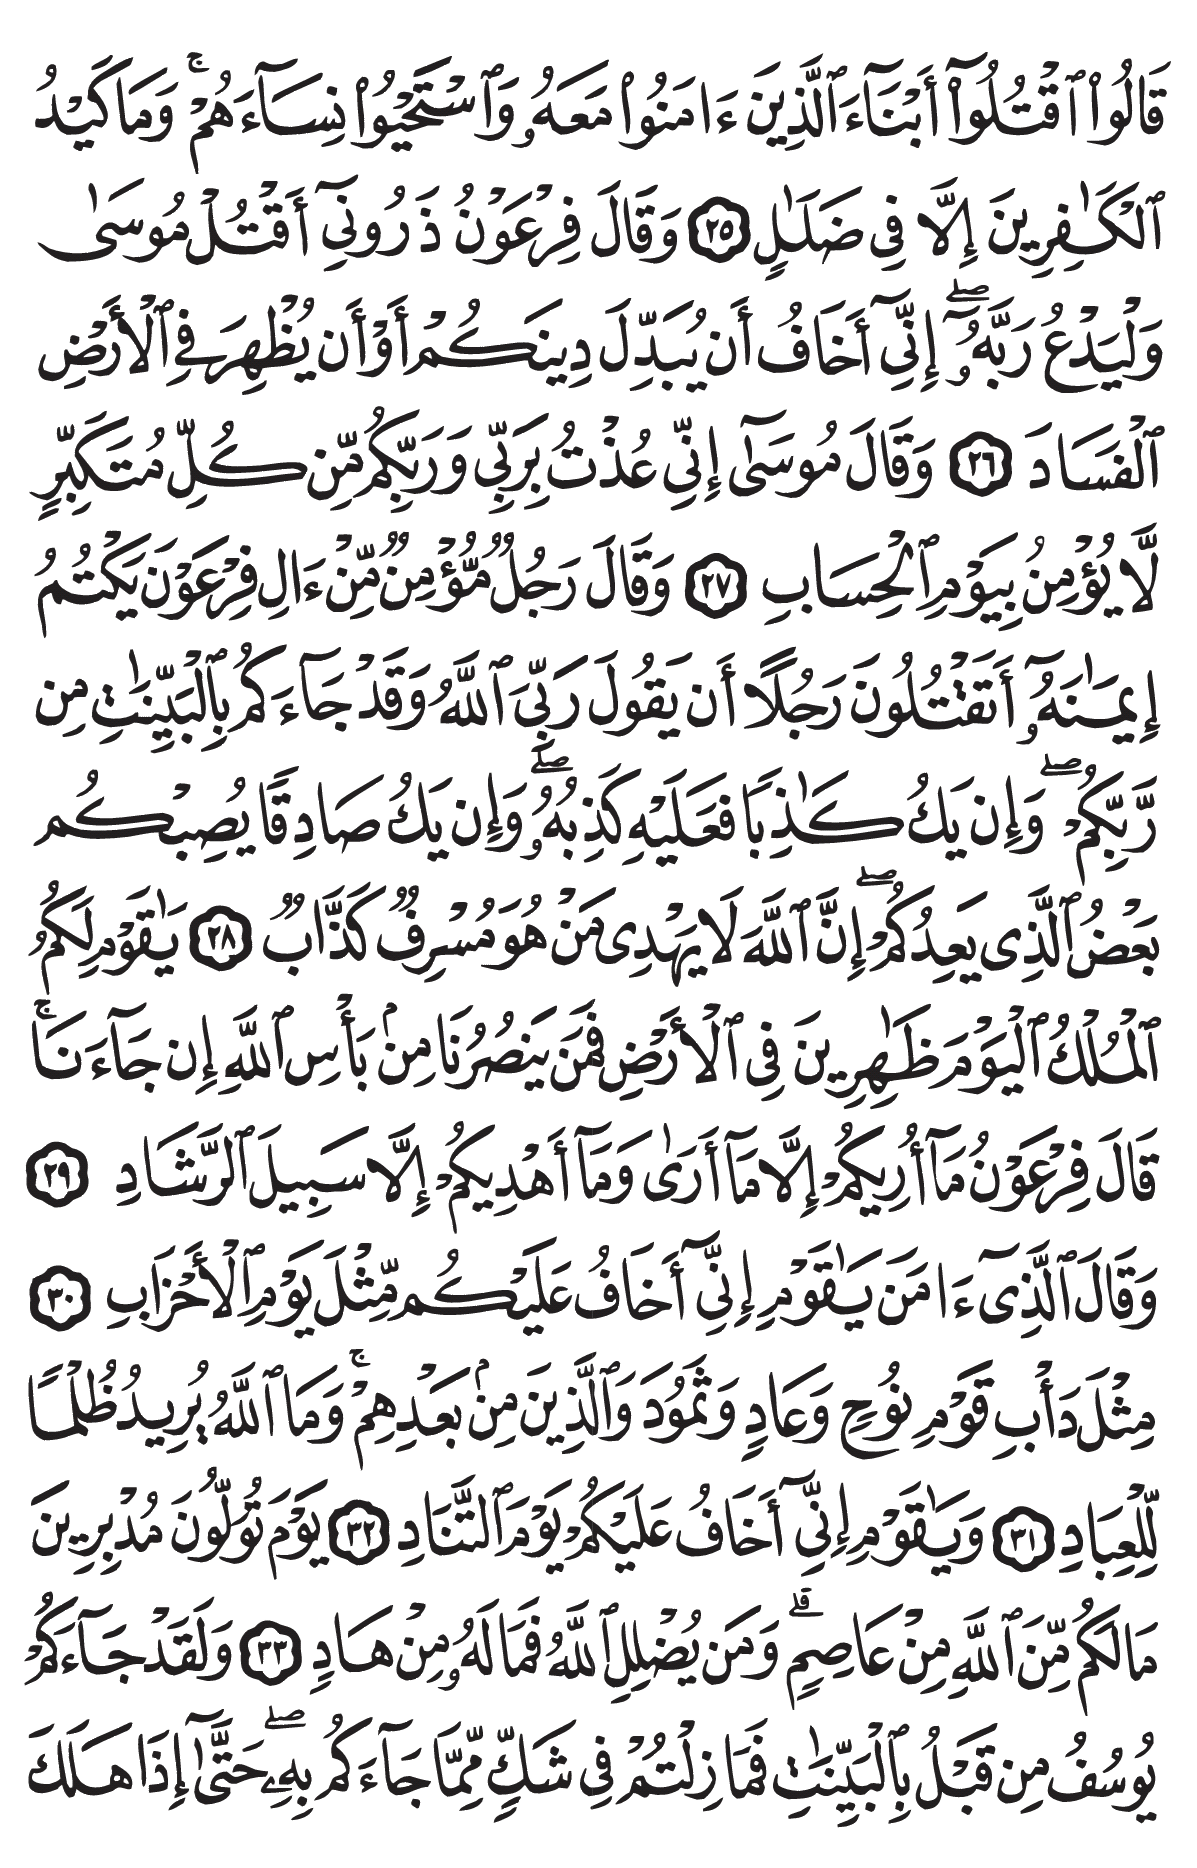 قَالُوا۟ ٱقْتُلُوٓا۟ أَبْنَآءَ ٱلَّذِينَ ءَامَنُوا۟ مَعَهُۥ وَٱسْتَحْيُوا۟ نِسَآءَهُمْ ۚ وَمَا كَيْدُ
ٱلْكَٰفِرِينَ إِلَّا فِى ضَلَٰلٍ ٢٥ وَقَالَ فِرْعَوْنُ ذَرُونِىٓ أَقْتُلْ مُوسَىٰ
وَلْيَدْعُ رَبَّهُۥٓ ۖ إِنِّىٓ أَخَافُ أَن يُبَدِّلَ دِينَكُمْ أَوْ أَن يُظْهِرَ فِى ٱلْأَرْضِ
ٱلْفَسَادَ ٢٦ وَقَالَ مُوسَىٰٓ إِنِّى عُذْتُ بِرَبِّى وَرَبِّكُم مِّن كُلِّ مُتَكَبِّرٍ
لَّا يُؤْمِنُ بِيَوْمِ ٱلْحِسَابِ ٢٧ وَقَالَ رَجُلٌ مُّؤْمِنٌ مِّنْ ءَالِ فِرْعَوْنَ يَكْتُمُ
إِيمَٰنَهُۥٓ أَتَقْتُلُونَ رَجُلًا أَن يَقُولَ رَبِّىَ ٱللَّهُ وَقَدْ جَآءَكُم بِٱلْبَيِّنَٰتِ مِن
رَّبِّكُمْ ۖ وَإِن يَكُ كَٰذِبًا فَعَلَيْهِ كَذِبُهُۥ ۖ وَإِن يَكُ صَادِقًا يُصِبْكُم
بَعْضُ ٱلَّذِى يَعِدُكُمْ ۖ إِنَّ ٱللَّهَ لَا يَهْدِى مَنْ هُوَ مُسْرِفٌ كَذَّابٌ ٢٨ يَٰقَوْمِ لَكُمُ
ٱلْمُلْكُ ٱلْيَوْمَ ظَٰهِرِينَ فِى ٱلْأَرْضِ فَمَن يَنصُرُنَا مِنۢ بَأْسِ ٱللَّهِ إِن جَآءَنَا ۚ
قَالَ فِرْعَوْنُ مَآ أُرِيكُمْ إِلَّا مَآ أَرَىٰ وَمَآ أَهْدِيكُمْ إِلَّا سَبِيلَ ٱلرَّشَادِ ٢٩
وَقَالَ ٱلَّذِىٓ ءَامَنَ يَٰقَوْمِ إِنِّىٓ أَخَافُ عَلَيْكُم مِّثْلَ يَوْمِ ٱلْأَحْزَابِ ٣٠
مِثْلَ دَأْبِ قَوْمِ نُوحٍ وَعَادٍ وَثَمُودَ وَٱلَّذِينَ مِنۢ بَعْدِهِمْ ۚ وَمَا ٱللَّهُ يُرِيدُ ظُلْمًا
لِّلْعِبَادِ ٣١ وَيَٰقَوْمِ إِنِّىٓ أَخَافُ عَلَيْكُمْ يَوْمَ ٱلتَّنَادِ ٣٢ يَوْمَ تُوَلُّونَ مُدْبِرِينَ
مَا لَكُم مِّنَ ٱللَّهِ مِنْ عَاصِمٍ ۗ وَمَن يُضْلِلِ ٱللَّهُ فَمَا لَهُۥ مِنْ هَادٍ ٣٣ وَلَقَدْ جَآءَكُمْ
يُوسُفُ مِن قَبْلُ بِٱلْبَيِّنَٰتِ فَمَا زِلْتُمْ فِى شَكٍّ مِّمَّا جَآءَكُم بِهِۦ ۖ حَتَّىٰٓ إِذَا هَلَكَ